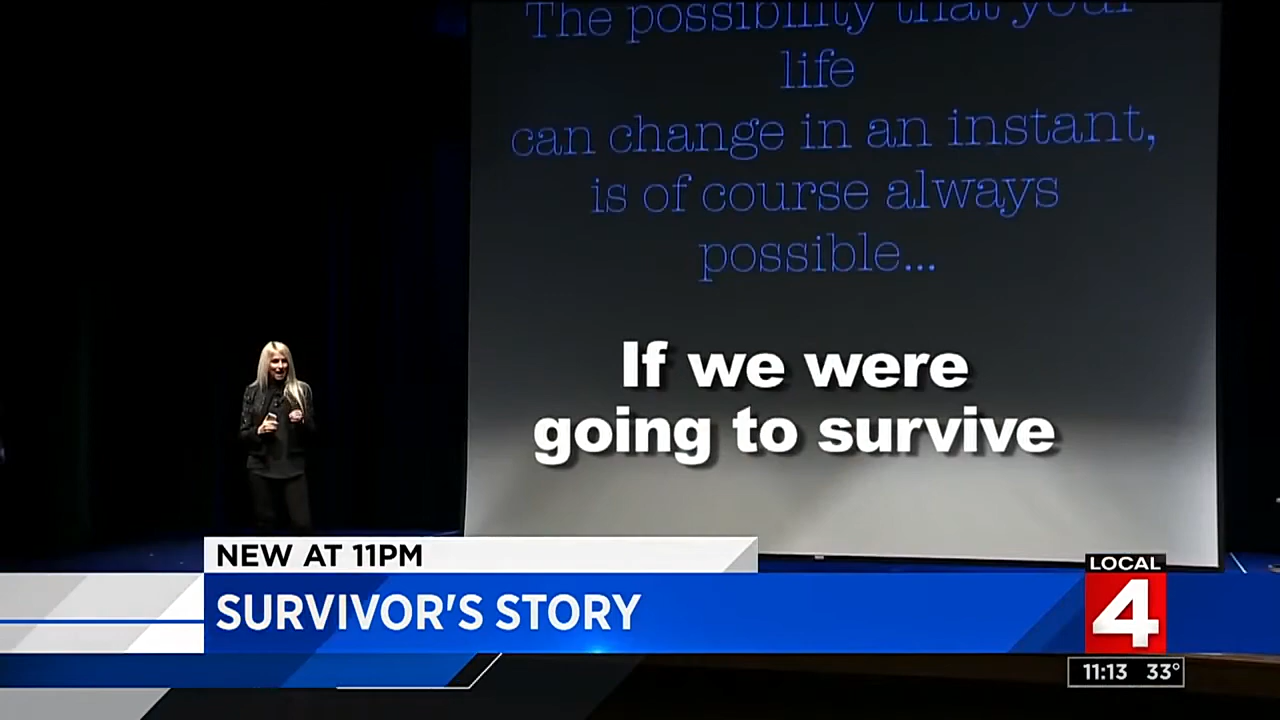 The possibility that your
life
can change in an instant,
is of course always
possible...
If we were
going to survive
NEW AT 11PM
SURVIVOR'S STORY
LOCAL
4
11:13 33°